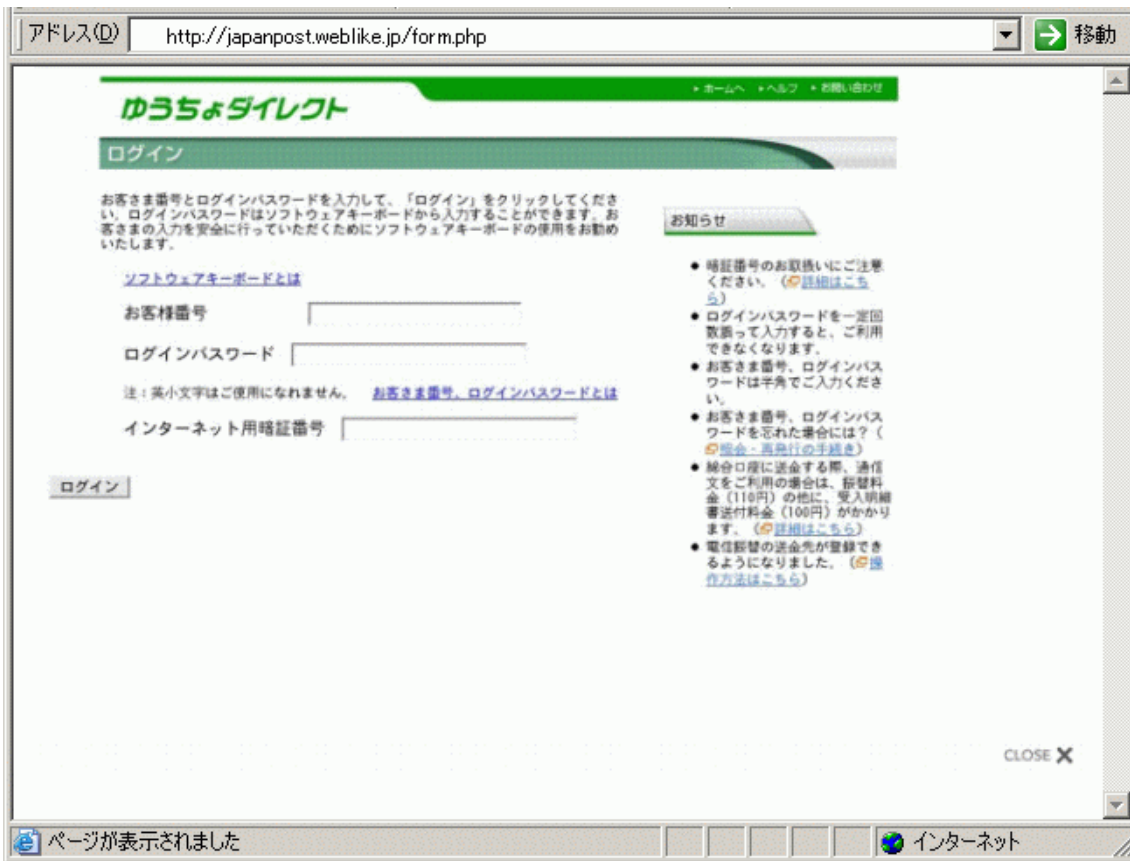 アドレス(D) http://japanpost.weblike.jp/form.php 移動
ホームへ ヘルプ お問い合わせ
ゆうちょダイレクト
ログイン
お客さま番号とログインパスワードを入力して、「ログイン」をクリックしてくださ
い。ログインパスワードはソフトウェアキーボードから入力することができます。お
客さまの入力を安全に行っていただくためにソフトウェアキーボードの使用をお勧め
いたします。
ソフトウェアキーボードとは
お客様番号
ログインパスワード
注：英小文字はご使用になれません。 お客さま番号、ログインパスワードとは
インターネット用暗証番号
ログイン
お知らせ
● 暗証番号のお取扱いにご注意
ください。（詳細はこち
ら）
● ログインパスワードを一定回
数誤って入力すると、ご利用
できなくなります。
● お客さま番号、ログインパス
ワードは半角でご入力くださ
い。
● お客さま番号、ログインパス
ワードを忘れた場合には？（
照会・再発行の手続き）
● 総合口座に送金する際、通信
文をご利用の場合は、振替料
金（110円）の他に、受入明細
書送付料金（100円）がかかり
ます。（詳細はこちら）
● 電信振替の送金先が登録でき
るようになりました。（操
作方法はこちら）
CLOSE X
ページが表示されました インターネット